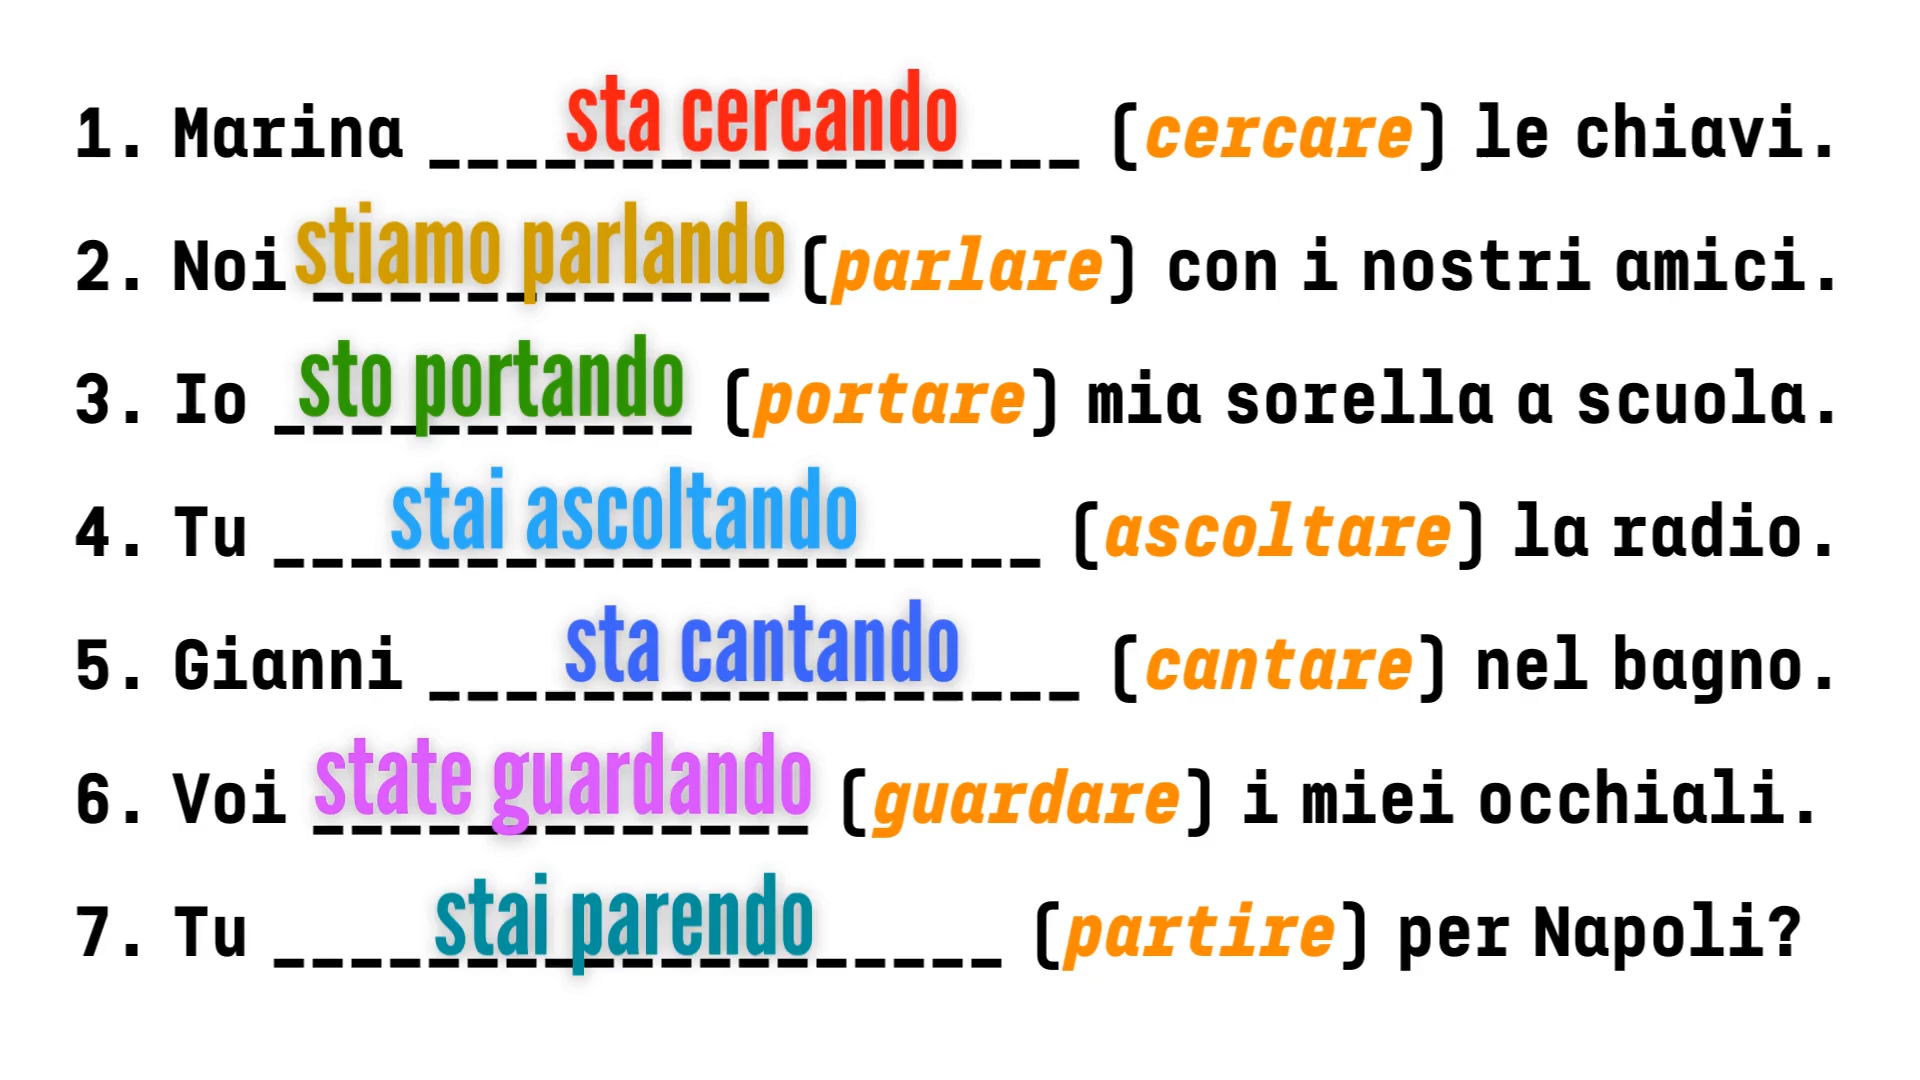 1. Marina sta cercando (cercare) le chiavi.
2. Noi stiamo parlando (parlare) con i nostri amici.
3. Io sto portando (portare) mia sorella a scuola.
4. Tu stai ascoltando (ascoltare) la radio.
5. Gianni sta cantando (cantare) nel bagno.
6. Voi state guardando (guardare) i miei occhiali.
7. Tu stai parendo (partire) per Napoli?